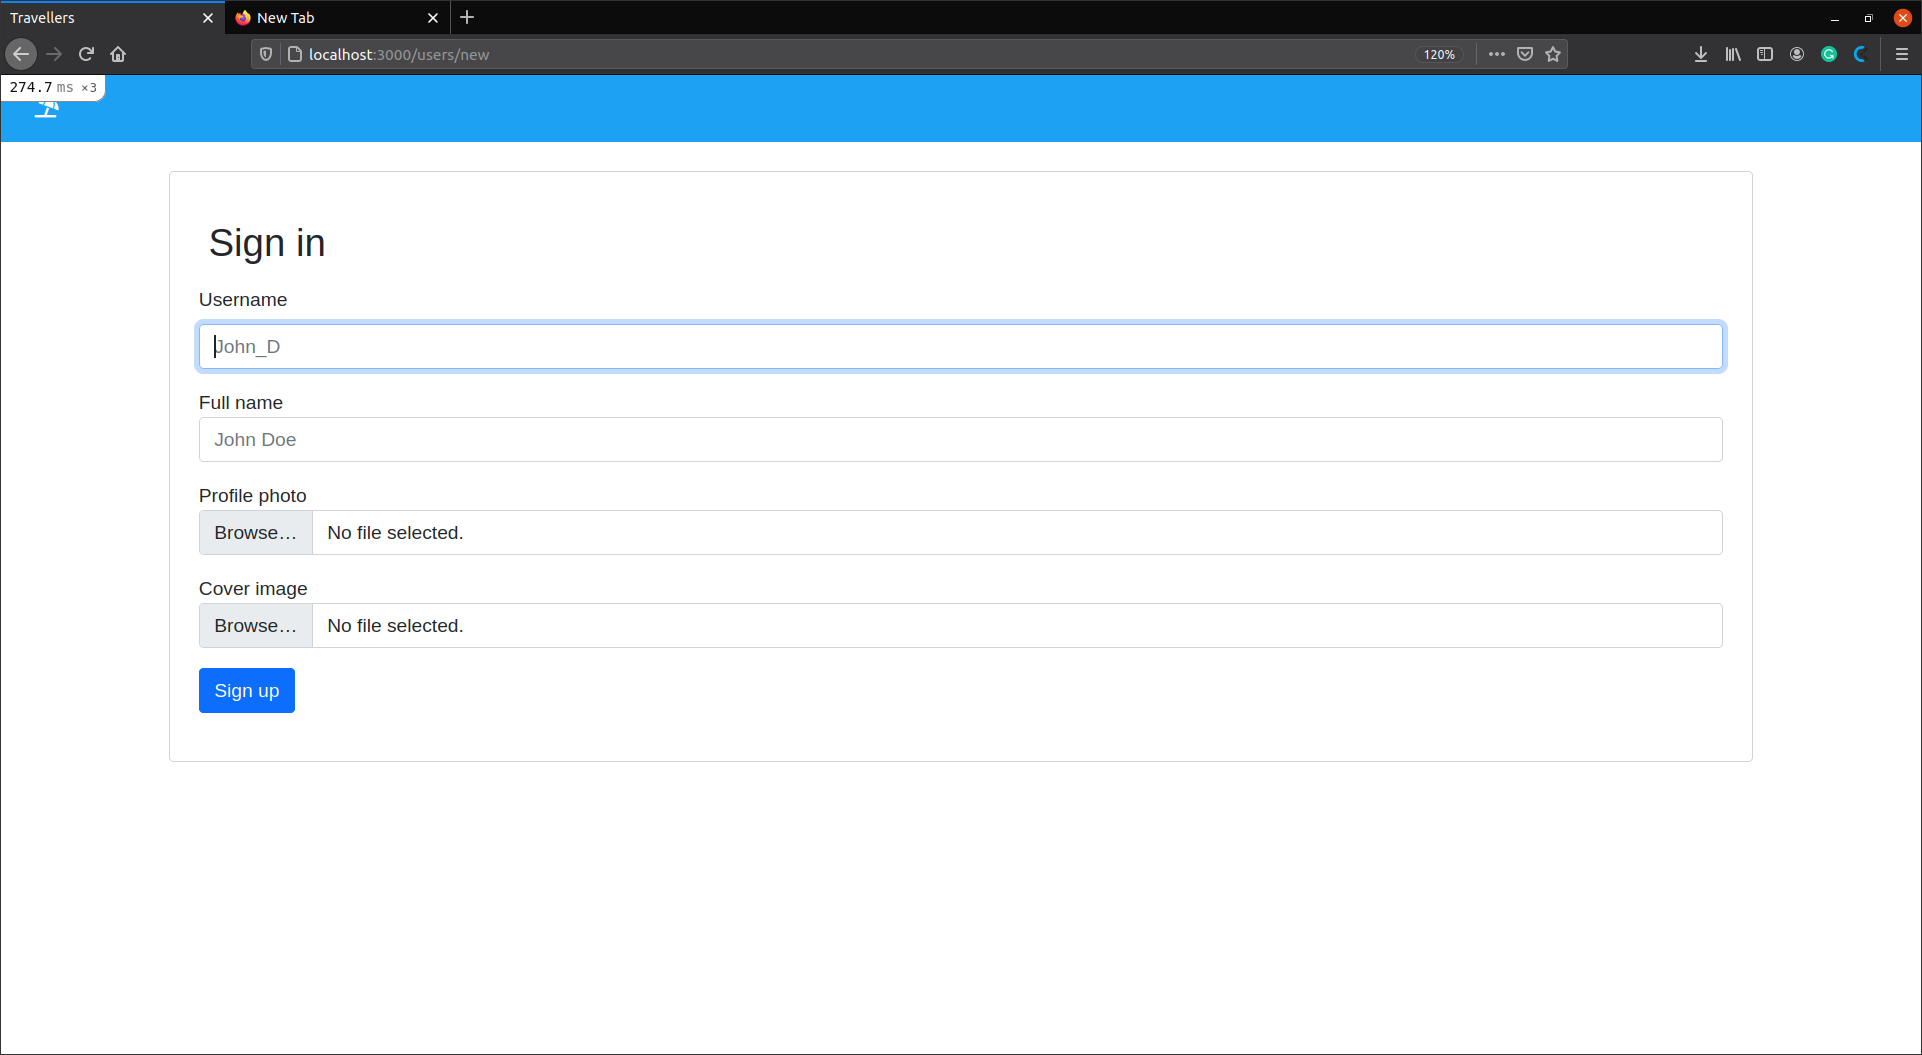 Travellers
New Tab
localhost:3000/users/new
120%
274.7 ms ×3
Sign in
Username
John_D
Full name
John Doe
Profile photo
Browse… No file selected.
Cover image
Browse… No file selected.
Sign up